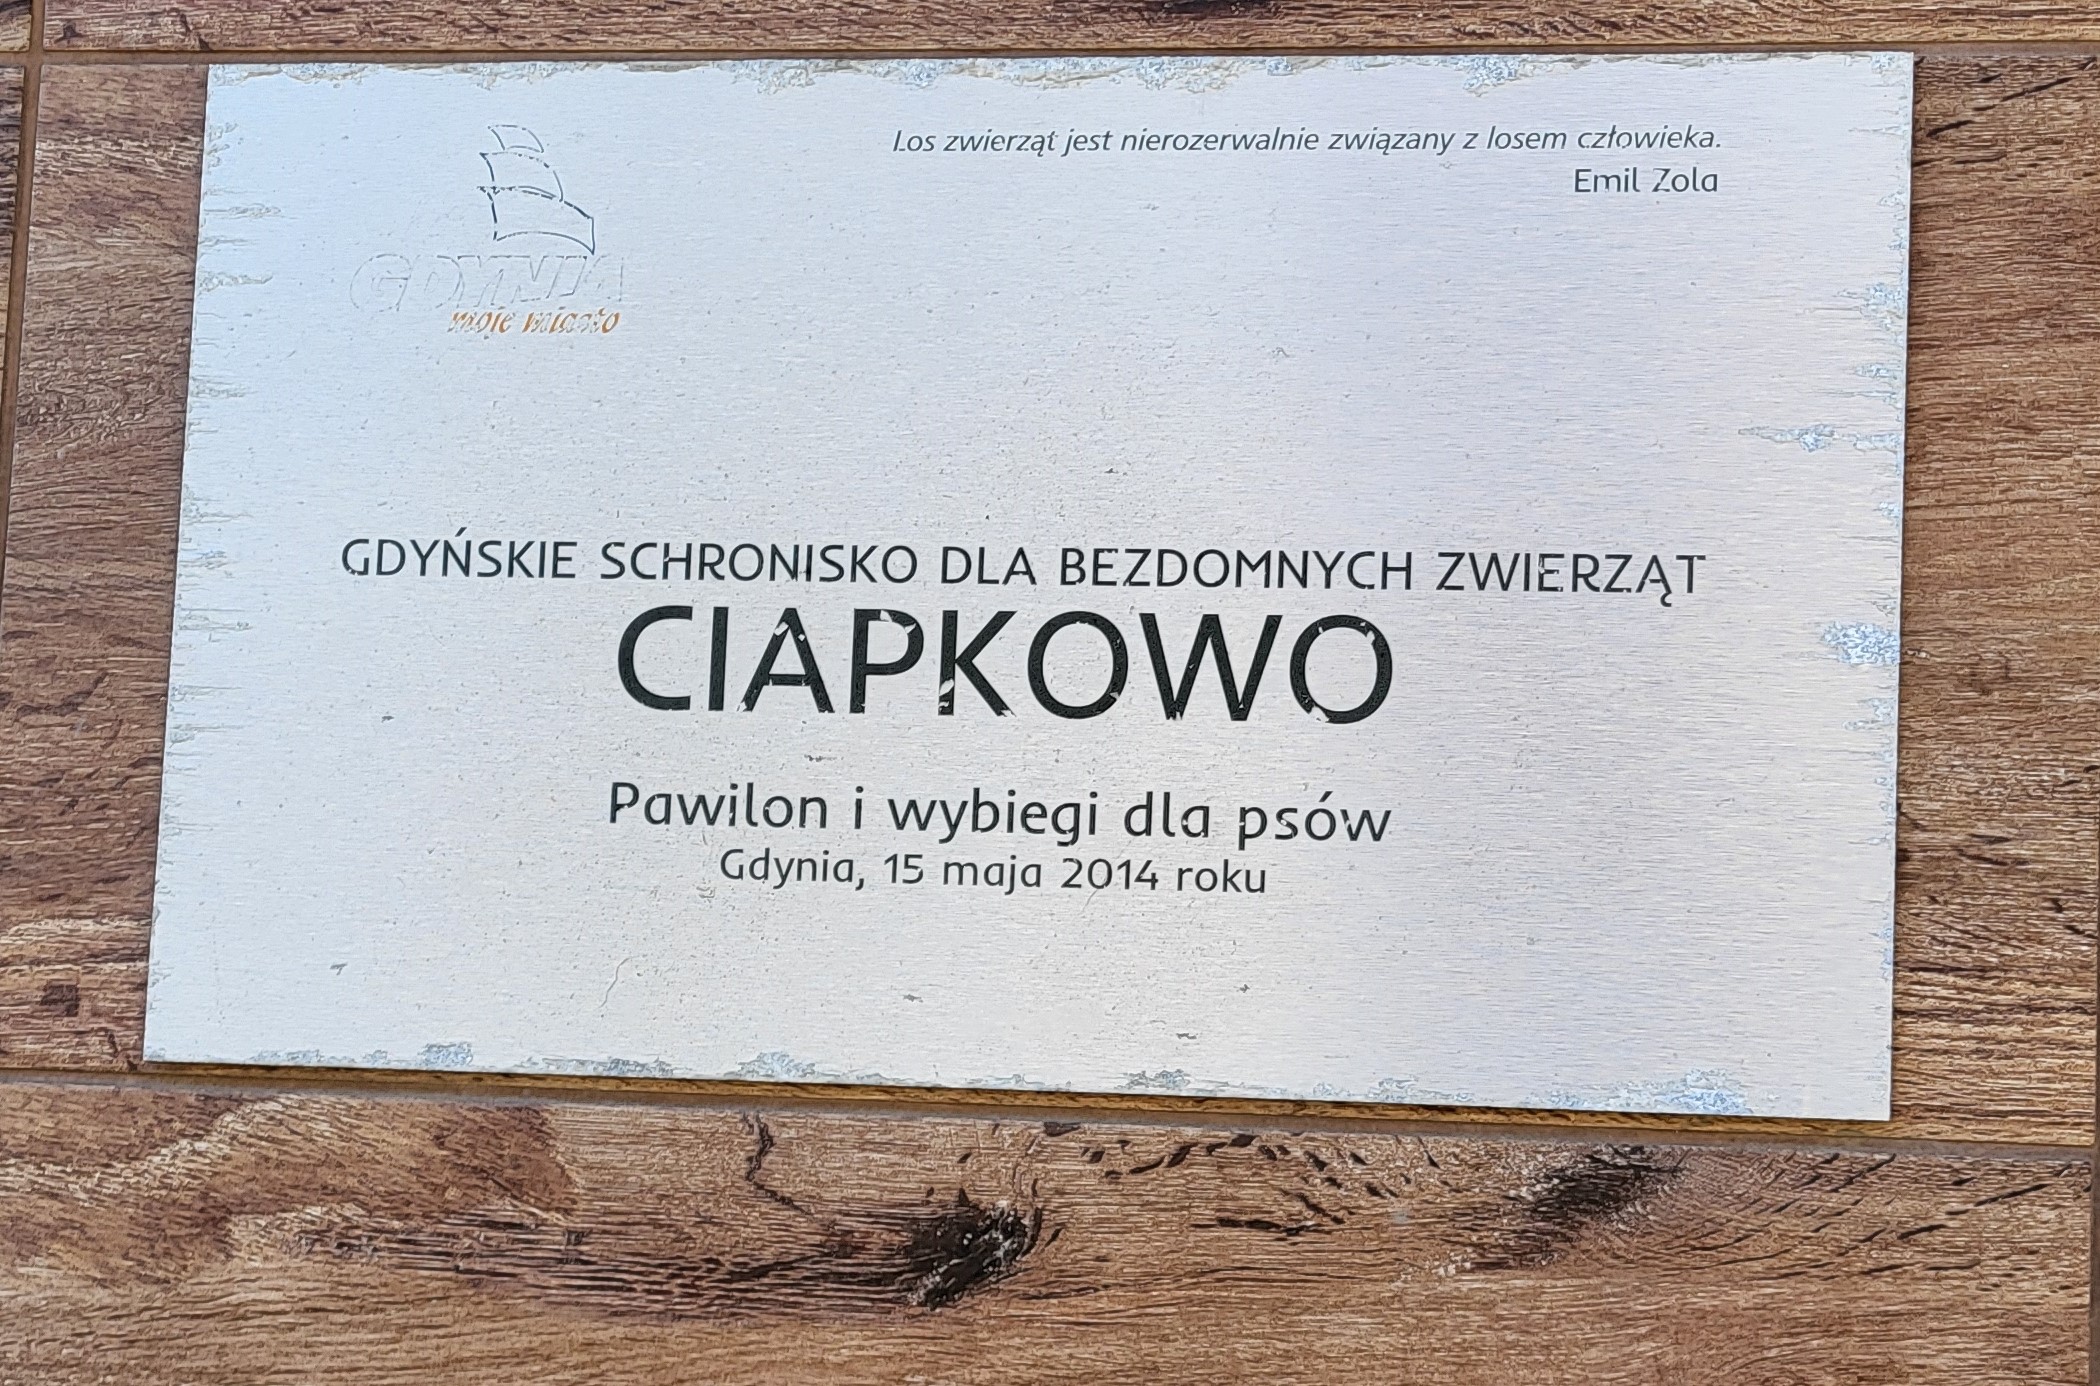 Los zwierząt jest nierozerwalnie związany z losem człowieka.
Emil Zola
GDYNIA
moje miasto
GDYŃSKIE SCHRONISKO DLA BEZDOMNYCH ZWIERZĄT
CIAPKOWO
Pawilon i wybiegi dla psów
Gdynia, 15 maja 2014 roku